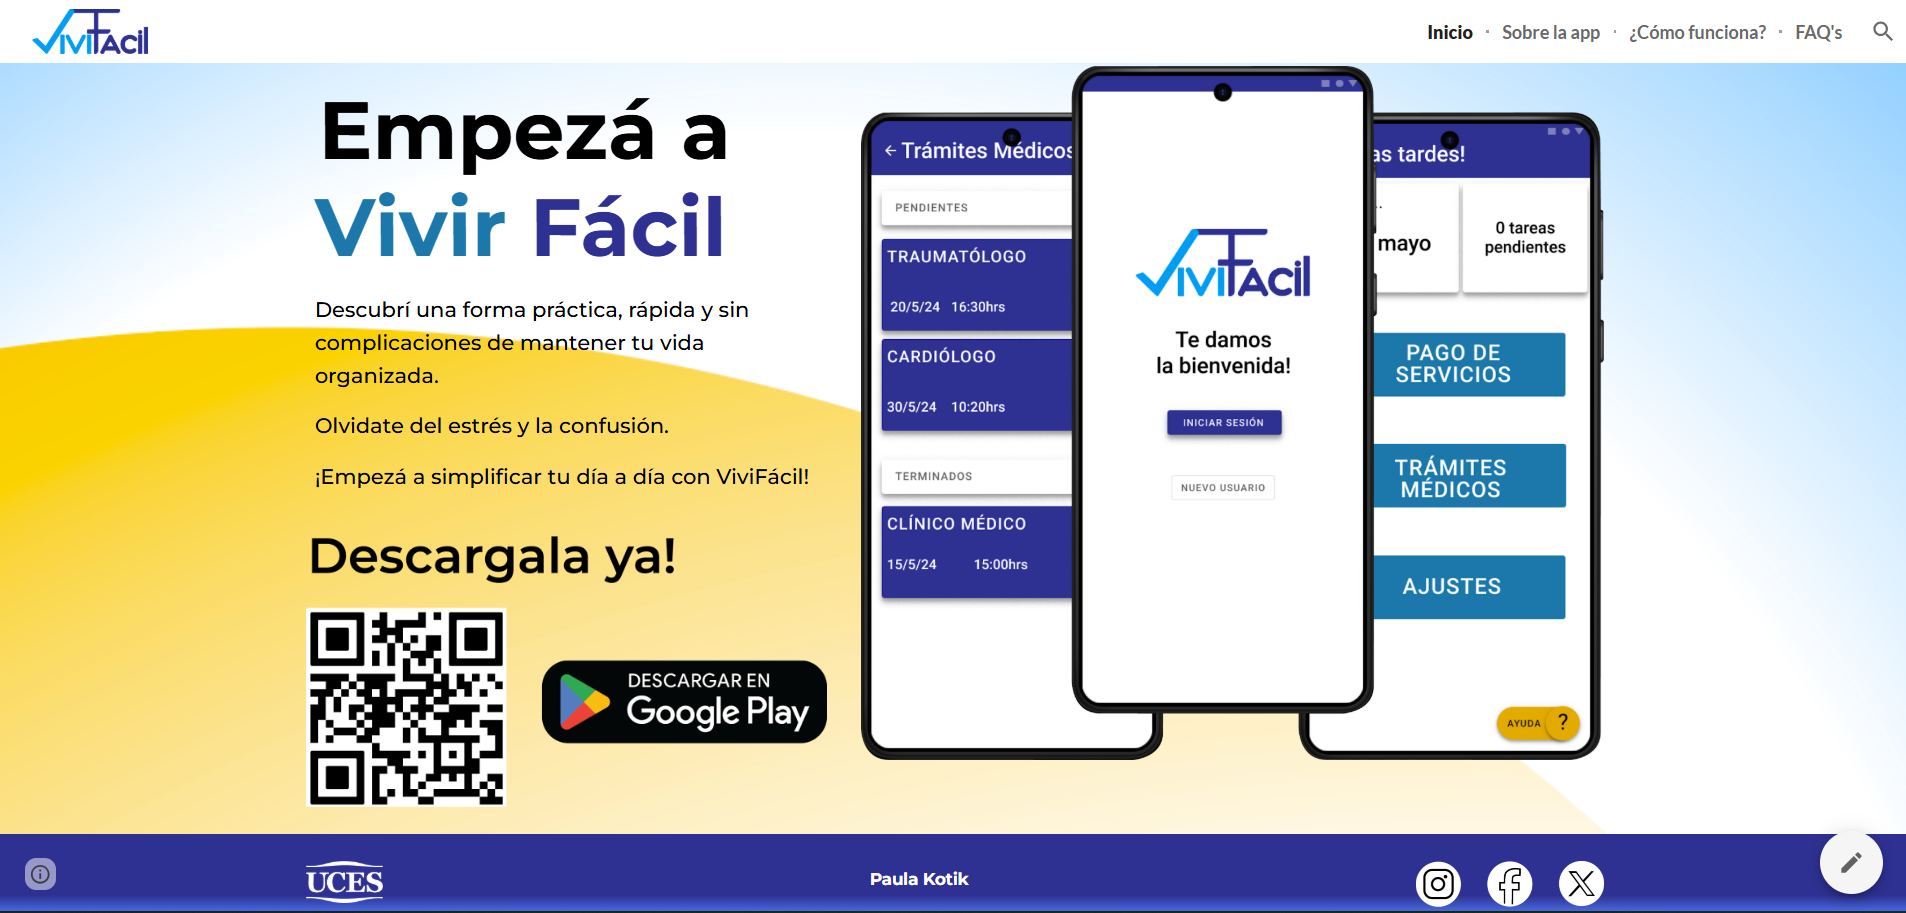 ViviFacil
Inicio
Sobre la app
¿Cómo funciona?
FAQ's
Empezá a
Vivir Fácil
Descubrí una forma práctica, rápida y sin
complicaciones de mantener tu vida
organizada.
Olvidate del estrés y la confusión.
¡Empezá a simplificar tu día a día con ViviFácil!
Descargala ya!
DESCARGAR EN
Google Play
Trámites Médicos
PENDIENTES
TRAUMATÓLOGO
20/5/24 16:30hrs
CARDIÓLOGO
30/5/24 10:20hrs
TERMINADOS
CLÍNICO MÉDICO
15/5/24 15:00hrs
ViviFacil
Te damos
la bienvenida!
INICIAR SESIÓN
NUEVO USUARIO
as tardes!
mayo
0 tareas
pendientes
PAGO DE
SERVICIOS
TRÁMITES
MÉDICOS
AJUSTES
AYUDA ?
UCES
Paula Kotik